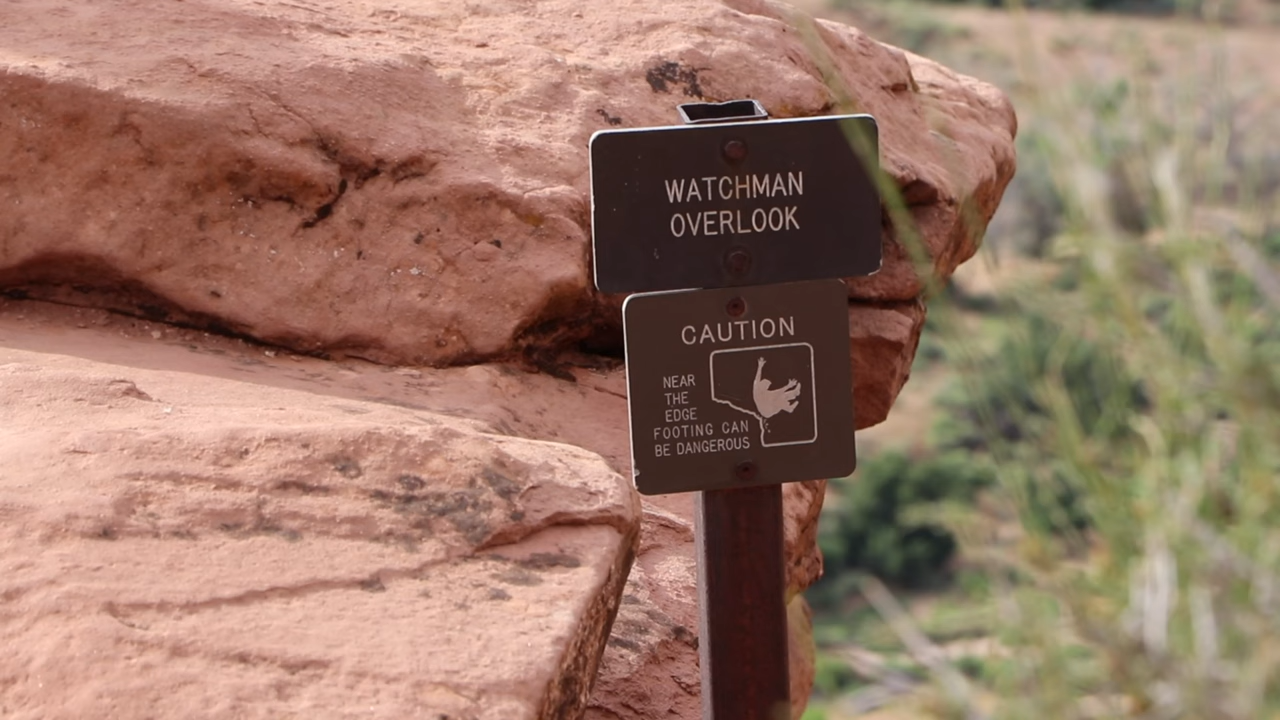 WATCHMAN
OVERLOOK
CAUTION
NEAR
THE
EDGE
FOOTING CAN
BE DANGEROUS